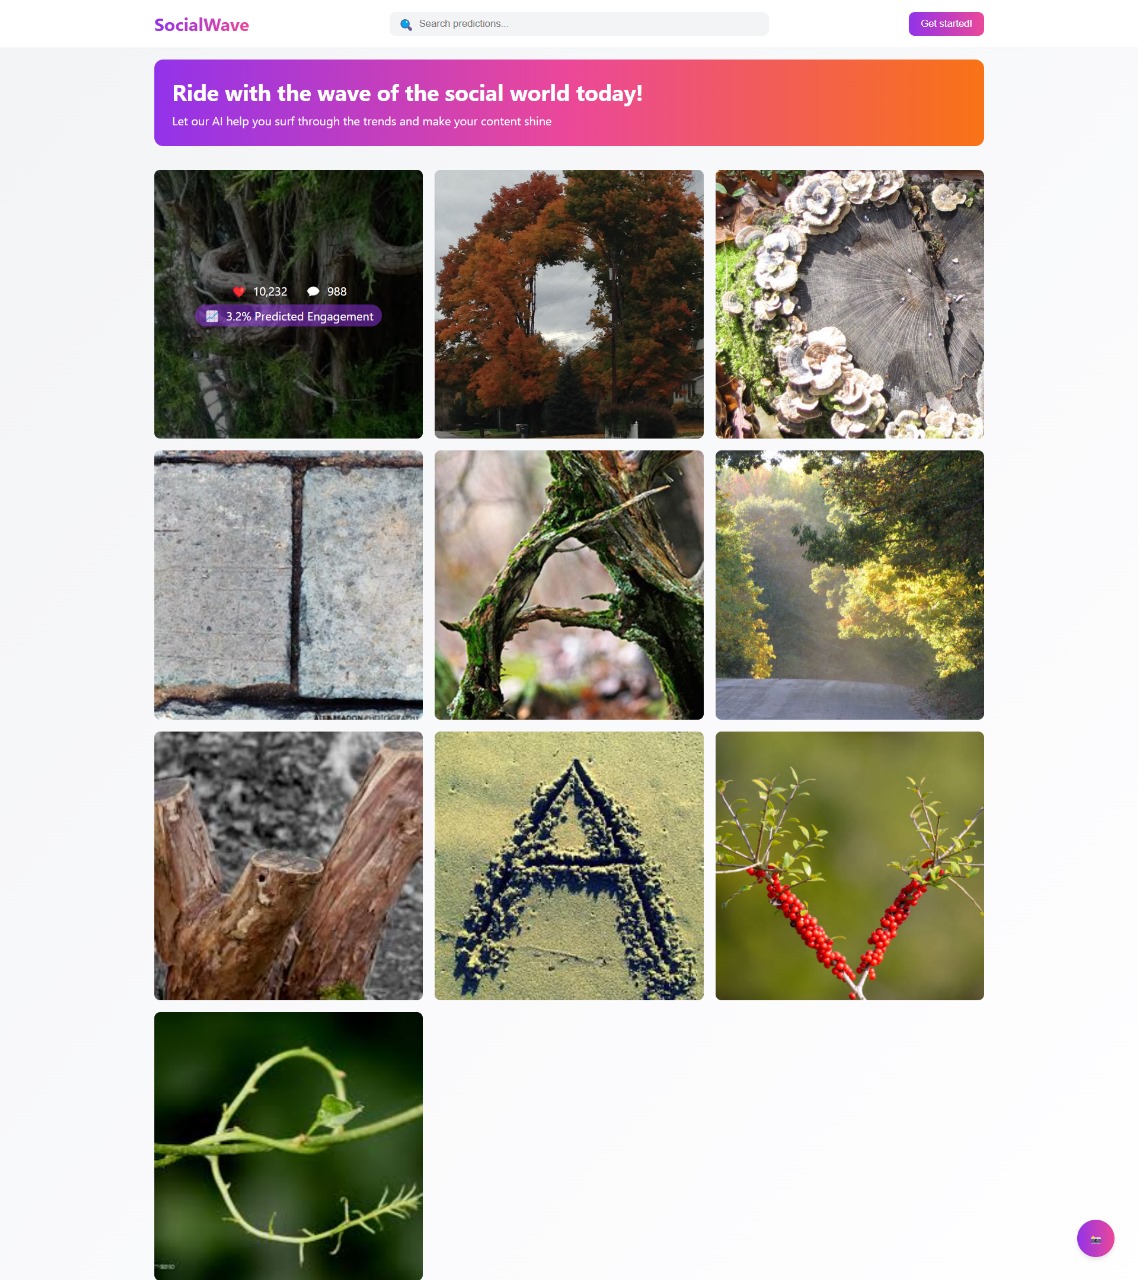 SocialWave
Search predictions...
Get started!
Ride with the wave of the social world today!
Let our AI help you surf through the trends and make your content shine
10,232
988
3.2% Predicted Engagement
A
PHOTOGRAPHY